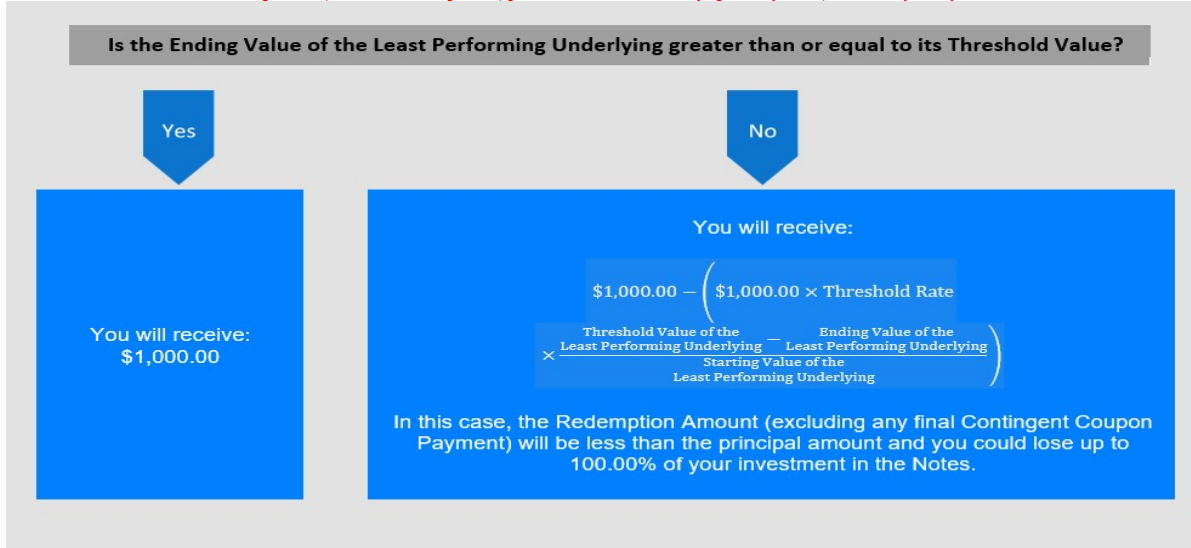 Is the Ending Value of the Least Performing Underlying greater than or equal to its Threshold Value?
Yes
No
You will receive:
$1,000.00
You will receive:
$1,000.00 − ($1,000.00 × Threshold Rate
× Threshold Value of the Least Performing Underlying − Ending Value of the Least Performing Underlying
Starting Value of the
Least Performing Underlying )
In this case, the Redemption Amount (excluding any final Contingent Coupon
Payment) will be less than the principal amount and you could lose up to
100.00% of your investment in the Notes.